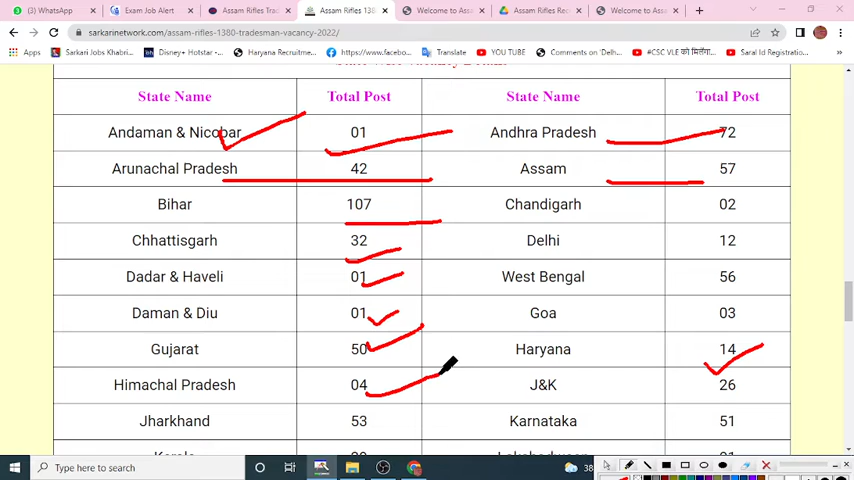 (3) WhatsApp
Exam Job Alert
Assam Rifles Tra
Assam Rifles 138
Welcome to Assa
Assam Rifles Rec
Welcome to Assa
sarkarinetwork.com/assam-rifles-1380-tradesman-vacancy-2022/
Sarkari Jobs Khabri...
Disney+ Hotstar -...
Haryana Recruitme...
https://www.facebo...
Translate
YOU TUBE
Comments on 'Delh...
#CSC VLE को मिलेंगा...
Saral Id Registratio...
State Name Total Post State Name Total Post
Andaman & Nicobar 01 Andhra Pradesh 72
Arunachal Pradesh 42 Assam 57
Bihar 107 Chandigarh 02
Chhattisgarh 32 Delhi 12
Dadar & Haveli 01 West Bengal 56
Daman & Diu 01 Goa 03
Gujarat 50 Haryana 14
Himachal Pradesh 04 J&K 26
Jharkhand 53 Karnataka 51
Type here to search
38